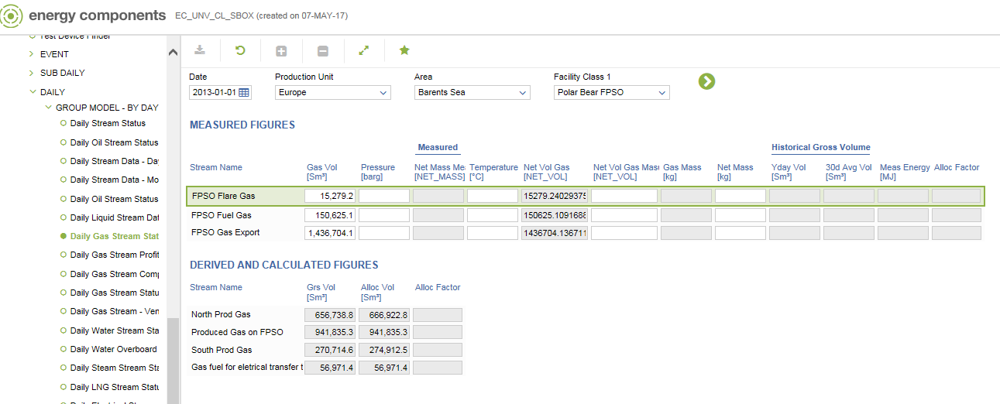 energy components EC_UNV_CL_SBOX (created on 07-MAY-17)
Test Device Finder
EVENT
SUB DAILY
DAILY
GROUP MODEL - BY DAY
Daily Stream Status
Daily Oil Stream Status
Daily Stream Data - Da
Daily Stream Data - Mo
Daily Oil Stream Status
Daily Liquid Stream Dat
Daily Gas Stream Stat
Daily Gas Stream Profit
Daily Gas Stream Comp
Daily Gas Stream Statu
Daily Gas Stream - Ven
Daily Water Stream Sta
Daily Water Overboard
Daily Steam Stream Sta
Daily LNG Stream Statu
Date Production Unit Area Facility Class 1
2013-01-01 Europe Barents Sea Polar Bear FPSO
MEASURED FIGURES
Measured Historical Gross Volume
Stream Name Gas Vol Pressure Net Mass Me Temperature Net Vol Gas Net Vol Gas Mass Gas Mass Net Mass Yday Vol 30d Avg Vol Meas Energy Alloc Factor
[Sm³] [barg] [NET_MASS] [°C] [NET_VOL] [NET_VOL] [kg] [kg] [Sm³] [Sm³] [MJ]
FPSO Flare Gas 15,279.2 15279.24029375
FPSO Fuel Gas 150,625.1 150625.1091688
FPSO Gas Export 1,436,704.1 1436704.136711
DERIVED AND CALCULATED FIGURES
Stream Name Grs Vol Alloc Vol Alloc Factor
[Sm³] [Sm³]
North Prod Gas 656,738.8 666,922.8
Produced Gas on FPSO 941,835.3 941,835.3
South Prod Gas 270,714.6 274,912.5
Gas fuel for eletrical transfer t 56,971.4 56,971.4